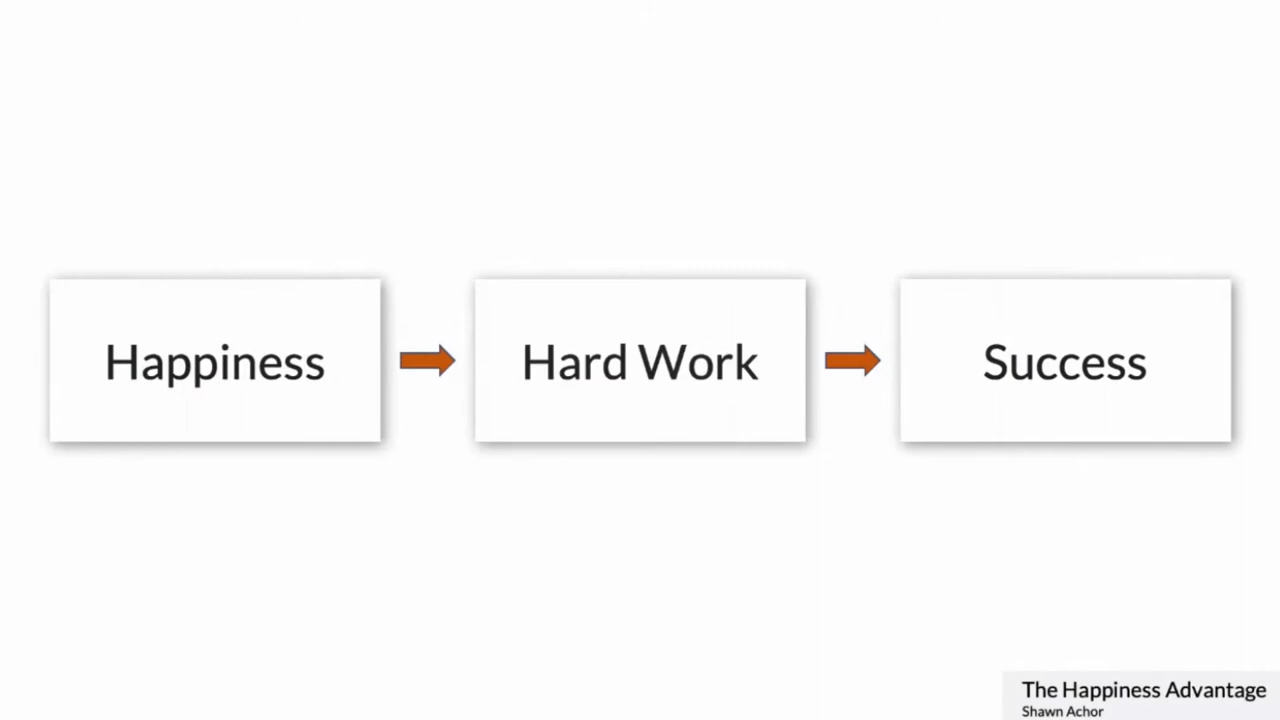 Happiness
Hard Work
Success
The Happiness Advantage
Shawn Achor